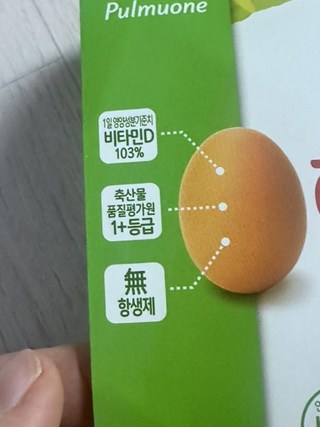 Pulmuone
1일 영양성분기준치
비타민D
103%
축산물
품질평가원
1+등급
無
항생제